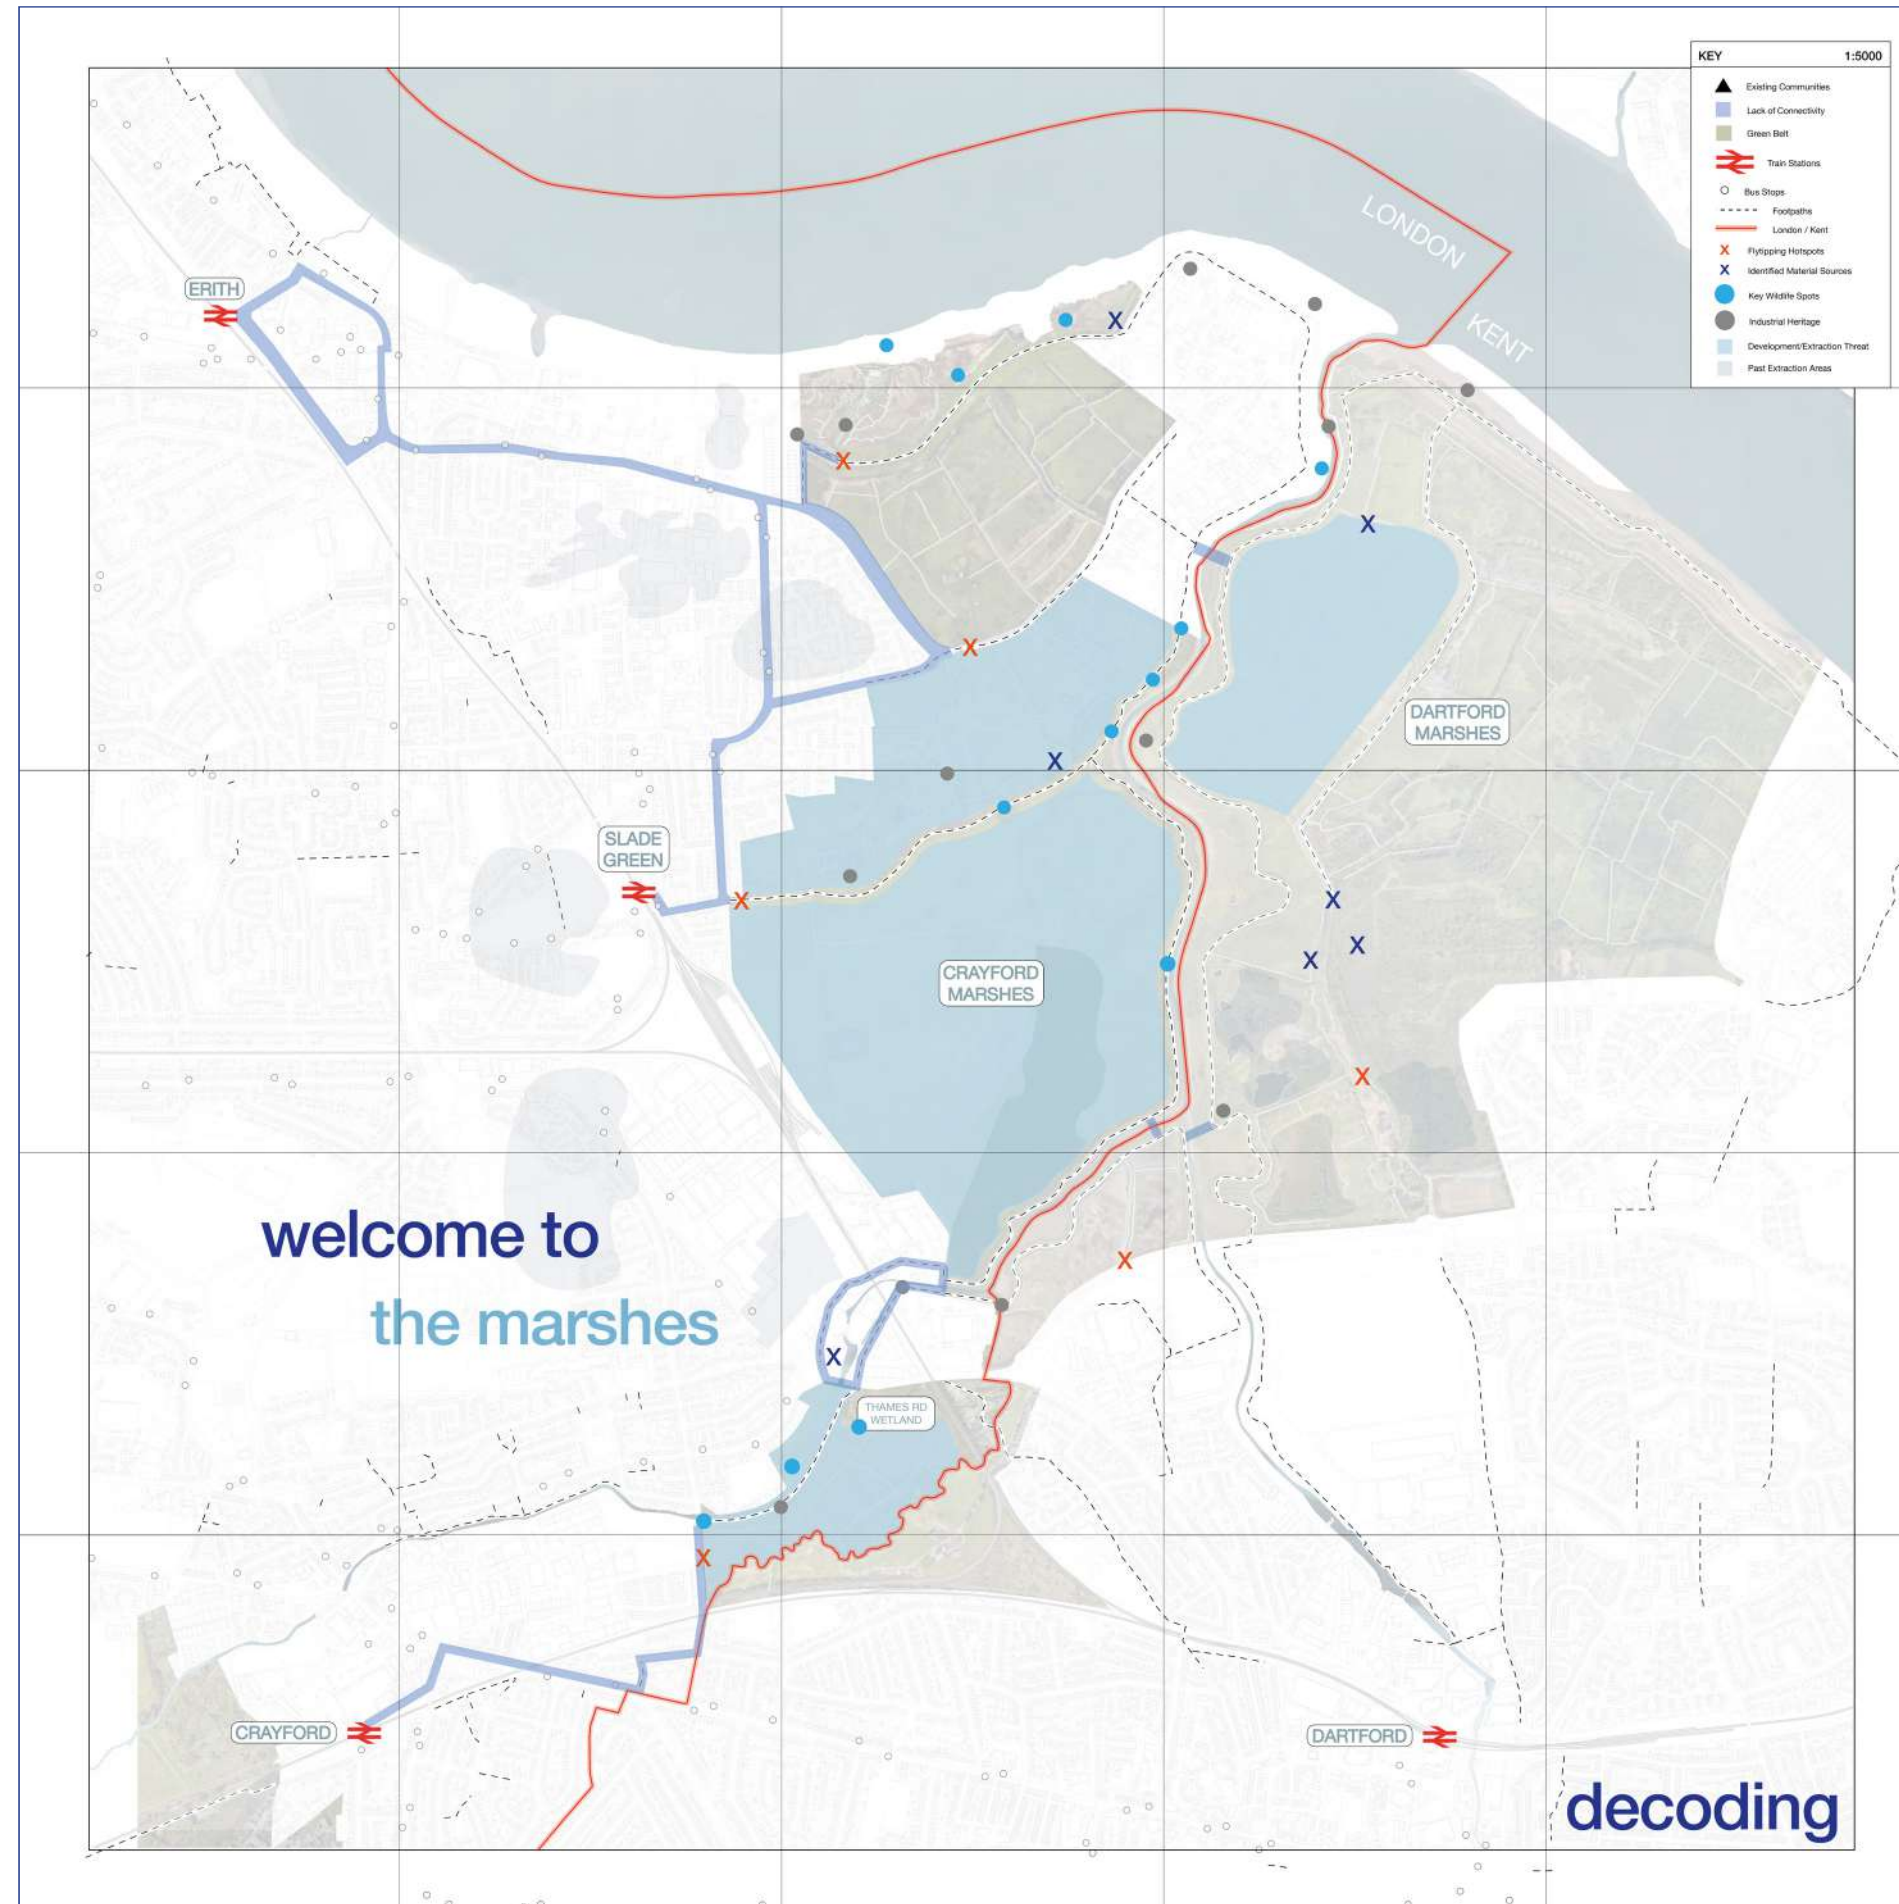 KEY 1:5000
Existing Communities
Lack of Connectivity
Green Belt
Train Stations
Bus Stops
Footpaths
London / Kent
X Flytipping Hotspots
X Identified Material Sources
Key Wildlife Spots
Industrial Heritage
Development/Extraction Threat
Past Extraction Areas
LONDON
KENT
ERITH
X
X
X
X
DARTFORD
MARSHES
X
X
SLADE
GREEN
X
X
X
X
CRAYFORD
MARSHES
X
welcome to
the marshes
X
X
THAMES RD
WETLAND
X
CRAYFORD
DARTFORD
decoding